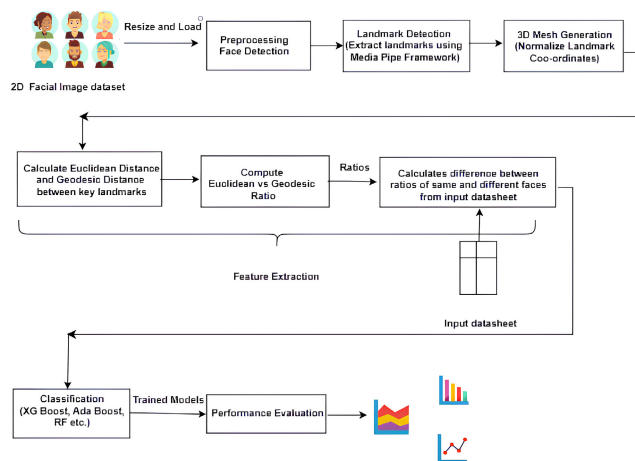 Resize and Load
2D Facial Image dataset
Preprocessing
Face Detection
Landmark Detection
(Extract landmarks using
Media Pipe Framework)
3D Mesh Generation
(Normalize Landmark
Coo-ordinates)
Calculate Euclidean Distance
and Geodesic Distance
between key landmarks
Compute
Euclidean vs Geodesic
Ratio
Ratios
Calculates difference between
ratios of same and different faces
from input datasheet
Feature Extraction
Input datasheet
Classification
(XG Boost, Ada Boost,
RF etc.)
Trained Models
Performance Evaluation